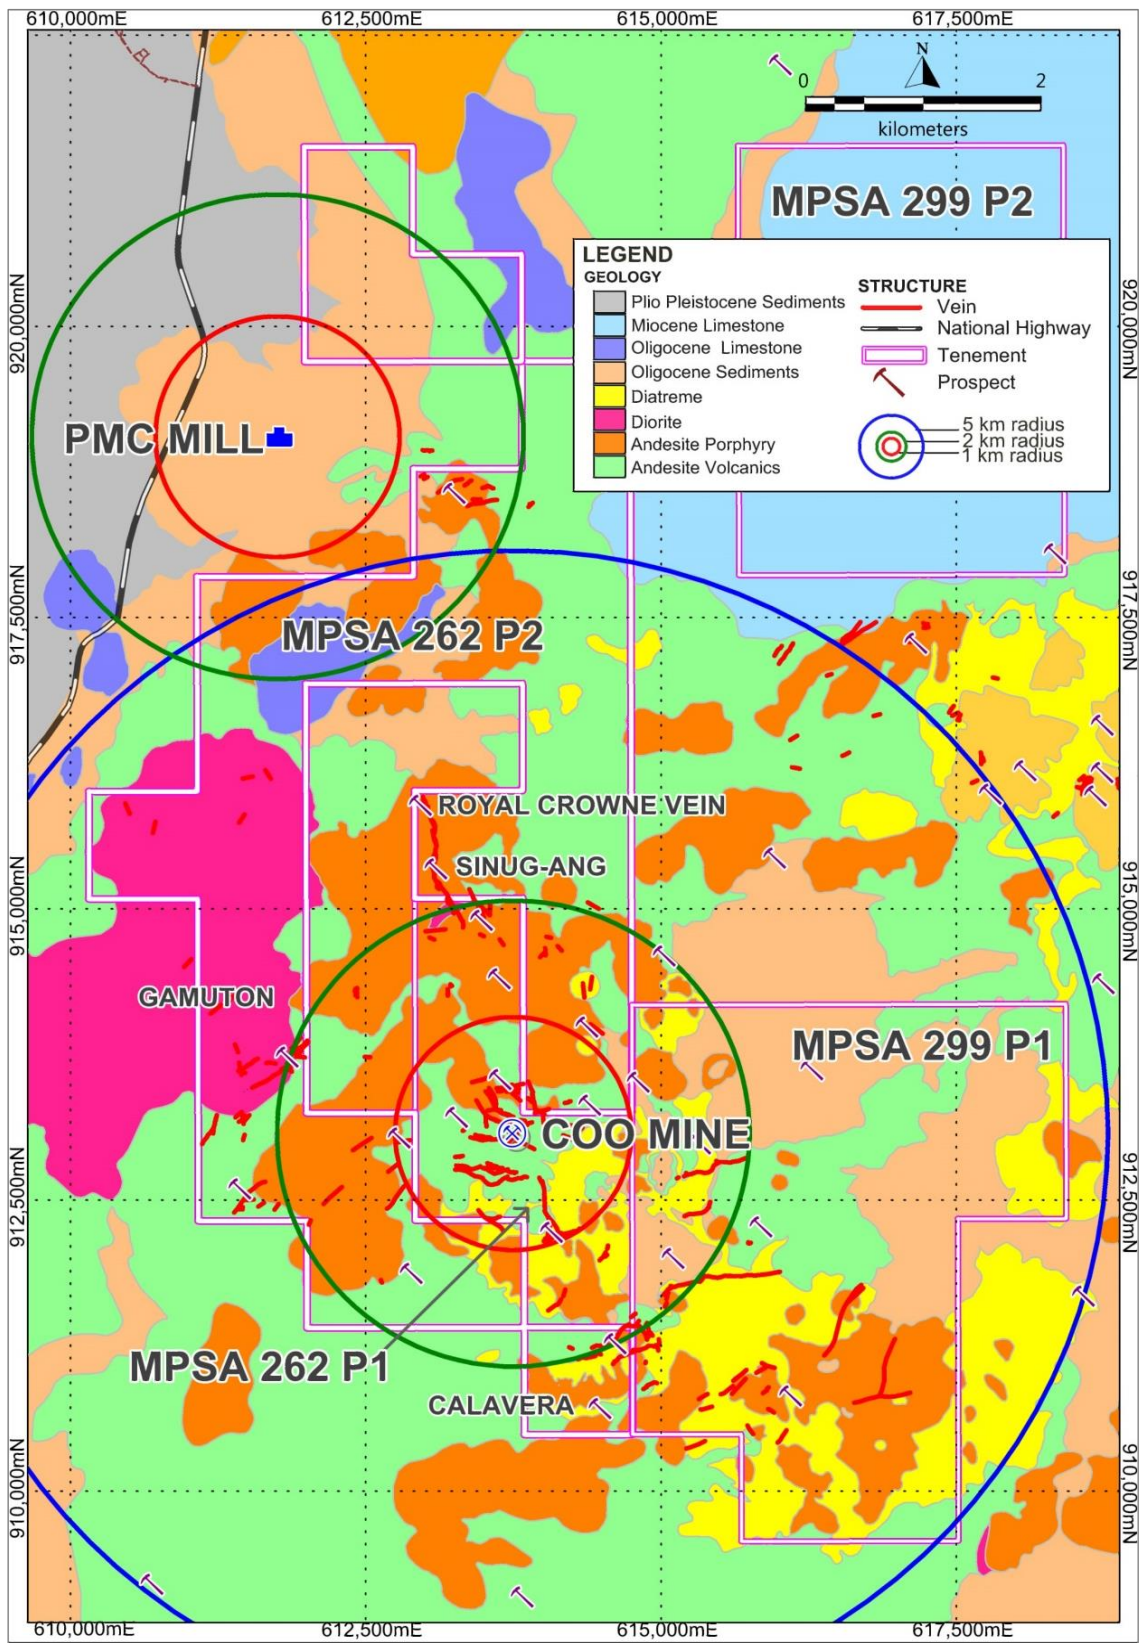 610,000mE 612,500mE 615,000mE 617,500mE
N
0 2
kilometers
MPSA 299 P2
LEGEND
GEOLOGY
Plio Pleistocene Sediments
Miocene Limestone
Oligocene Limestone
Oligocene Sediments
Diatreme
Diorite
Andesite Porphyry
Andesite Volcanics
STRUCTURE
Vein
National Highway
Tenement
Prospect
5 km radius
2 km radius
1 km radius
920,000mN 920,000mN
PMC MILL
917,500mN 917,500mN
MPSA 262 P2
ROYAL CROWNE VEIN
SINUG-ANG
915,000mN 915,000mN
GAMUTON
MPSA 299 P1
COO MINE
912,500mN 912,500mN
MPSA 262 P1
CALAVERA
910,000mN 910,000mN
610,000mE 612,500mE 615,000mE 617,500mE